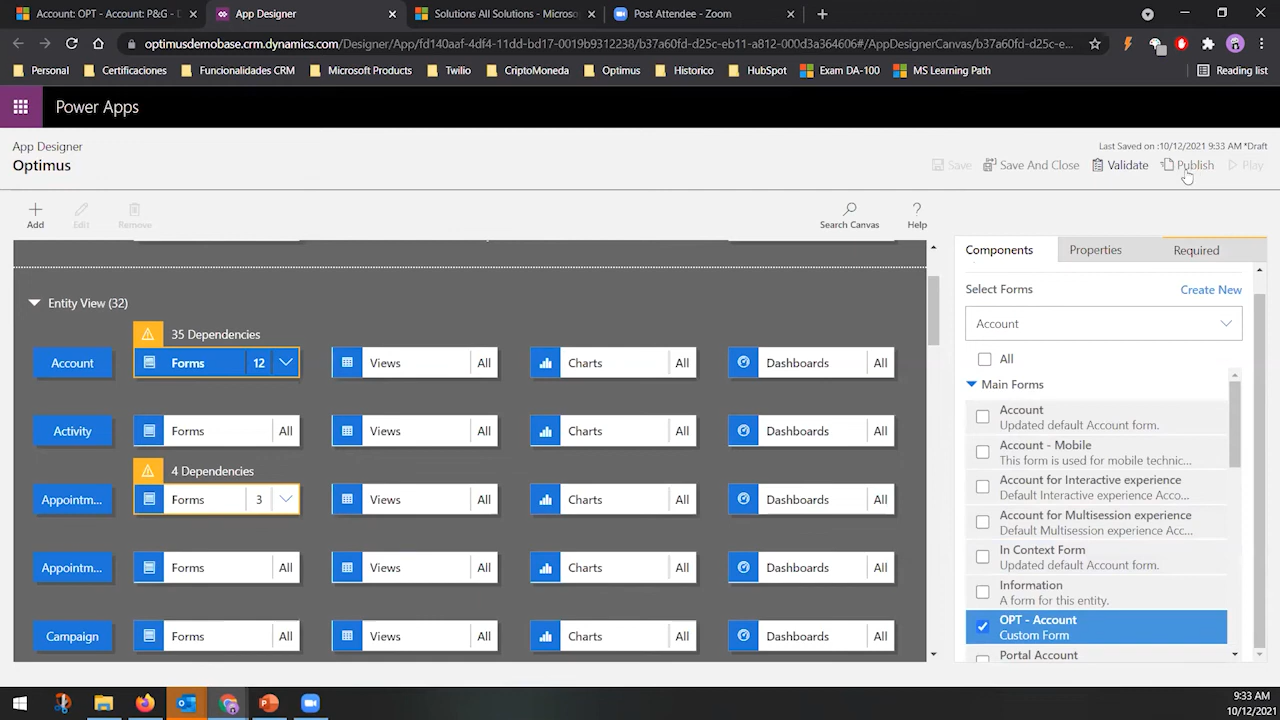 Account: OPT - Account: P&G - D
App Designer
Solutions All Solutions - Microso
Post Attendee - Zoom
optimusdemobase.crm.dynamics.com/Designer/App/fd140aaf-4df4-11dd-bd17-0019b9312238/b37a60fd-d25c-eb11-a812-000d3a364606#/AppDesignerCanvas/b37a60fd-d25c-e...
Personal
Certificaciones
Funcionalidades CRM
Microsoft Products
Twilio
CriptoMoneda
Optimus
Historico
HubSpot
Exam DA-100
MS Learning Path
Reading list
Power Apps
App Designer
Optimus
Last Saved on :10/12/2021 9:33 AM *Draft
Save
Save And Close
Validate
Publish
Play
Add
Edit
Remove
Search Canvas
Help
Components
Properties
Required
Select Forms
Create New
Account
All
Main Forms
Account
Updated default Account form.
Account - Mobile
This form is used for mobile technic...
Account for Interactive experience
Default Interactive experience Acco...
Account for Multisession experience
Default Multisession experience Acc...
In Context Form
Updated default Account form.
Information
A form for this entity.
OPT - Account
Custom Form
Portal Account
Entity View (32)
35 Dependencies
Account
Forms 12
Views All
Charts All
Dashboards All
Activity
Forms All
Views All
Charts All
Dashboards All
4 Dependencies
Appointm...
Forms 3
Views All
Charts All
Dashboards All
Appointm...
Forms All
Views All
Charts All
Dashboards All
Campaign
Forms All
Views All
Charts All
Dashboards All
9:33 AM
10/12/2021